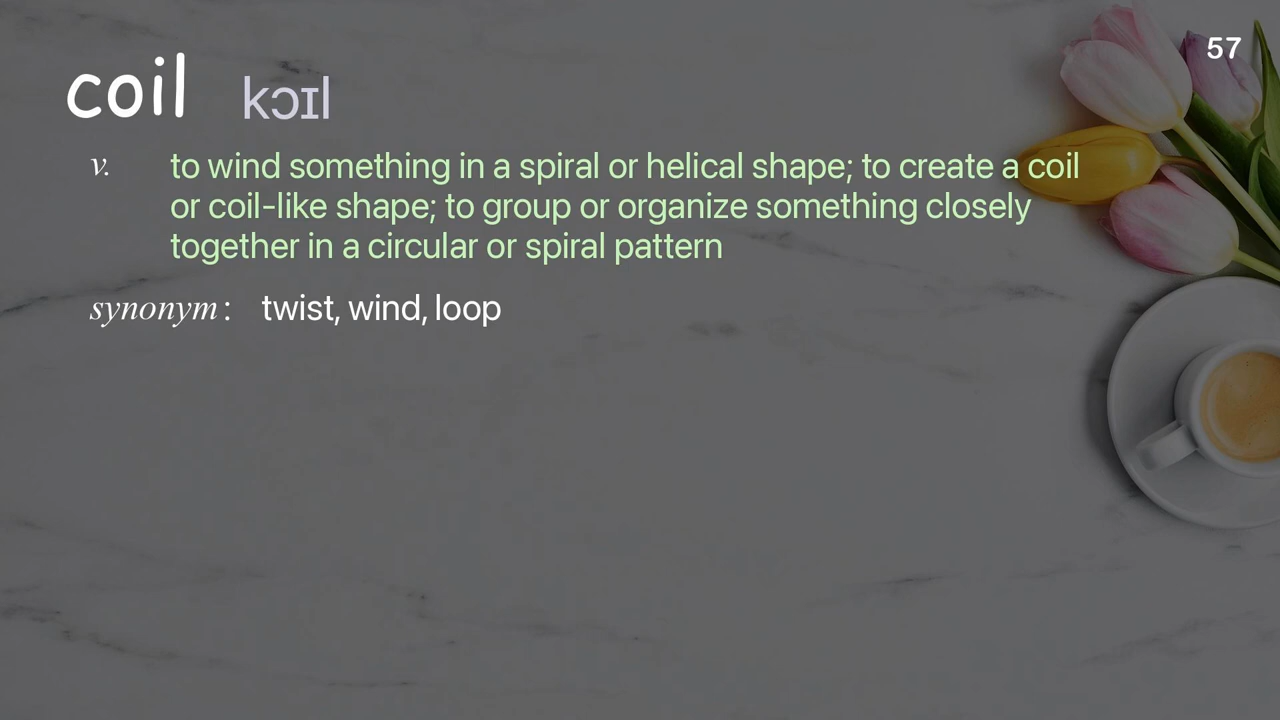 57
coil kɔɪl
v. to wind something in a spiral or helical shape; to create a coil
or coil-like shape; to group or organize something closely
together in a circular or spiral pattern
synonym: twist, wind, loop